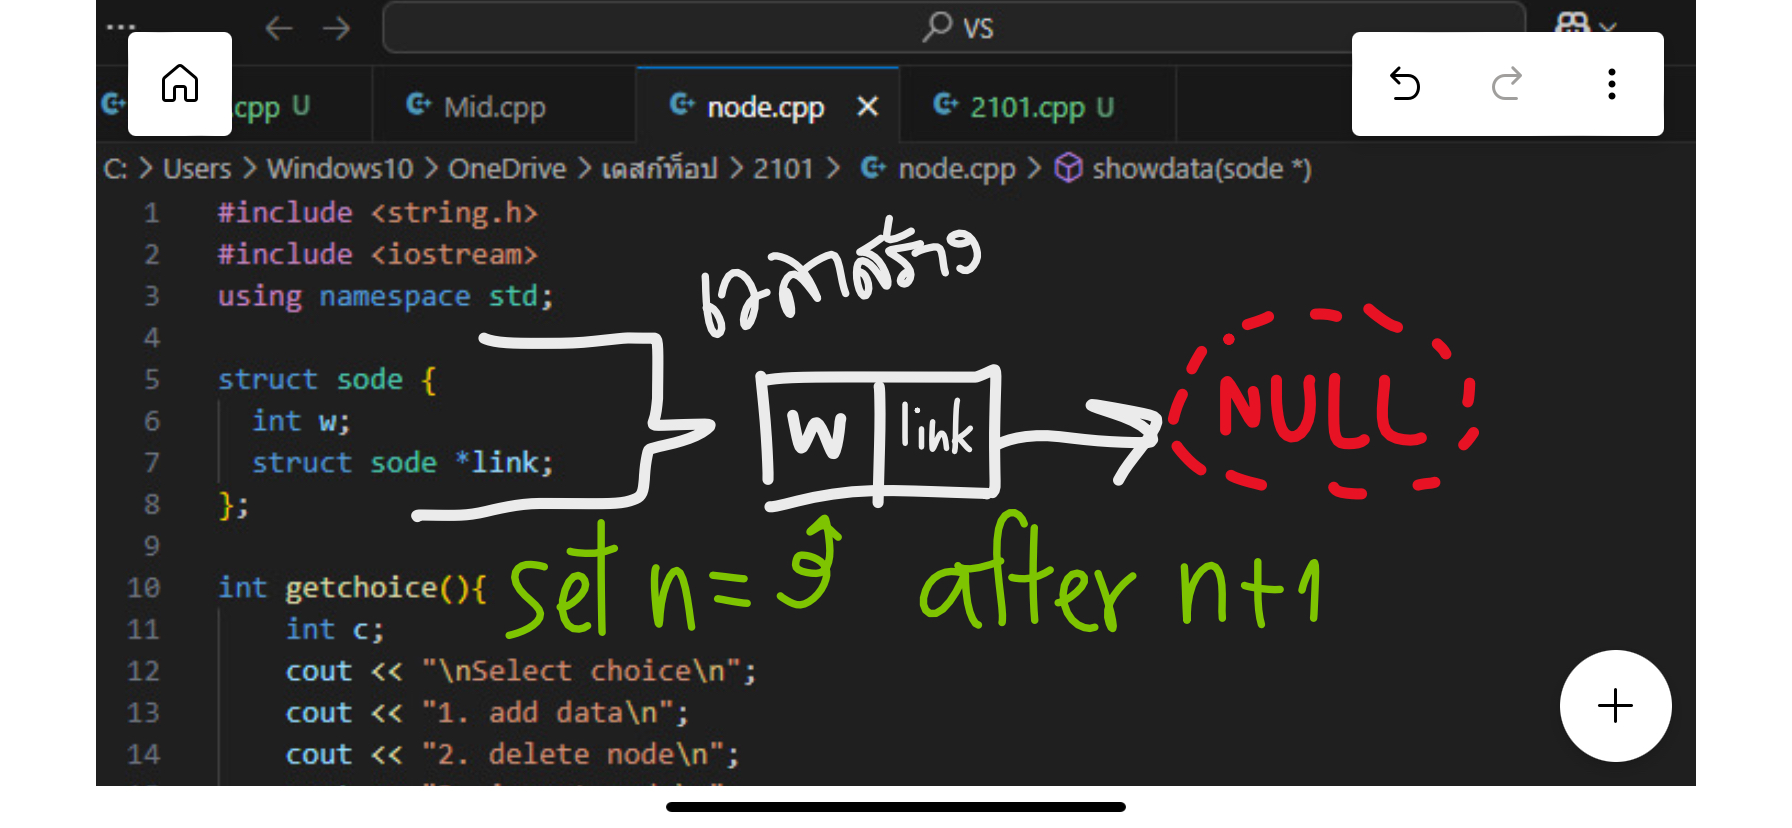 VS
.cpp U
Mid.cpp
node.cpp
2101.cpp U
C: > Users > Windows10 > OneDrive > เดสก์ท็อป > 2101 > node.cpp > showdata(sode *)
1 #include <string.h>
2 #include <iostream>
3 using namespace std;
4
5 struct sode {
6 int w;
7 struct sode *link;
8 };
9
10 int getchoice(){
11 int c;
12 cout << "\nSelect choice\n";
13 cout << "1. add data\n";
14 cout << "2. delete node\n";
เวลาสร้าง
w link
NULL
set n = after n+1